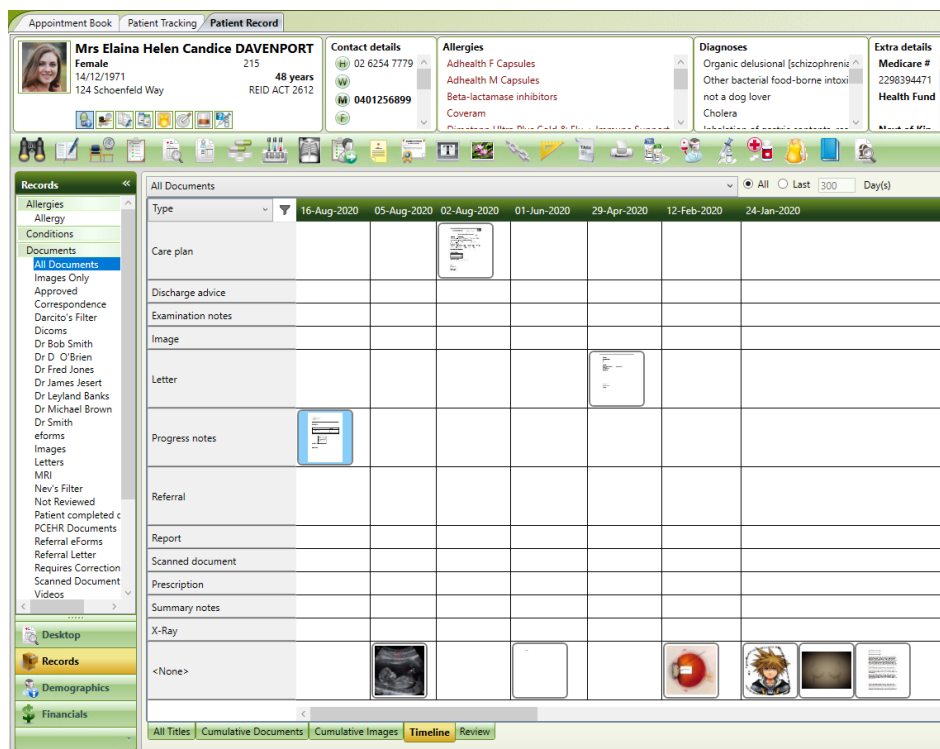 Appointment Book Patient Tracking Patient Record
Mrs Elaina Helen Candice DAVENPORT
Female 215
14/12/1971 48 years
124 Schoenfeld Way REID ACT 2612
Contact details
H 02 6254 7779
W
M 0401256899
F
Allergies
Adhealth F Capsules
Adhealth M Capsules
Beta-lactamase inhibitors
Coveram
Diagnoses
Organic delusional [schizophrenia
Other bacterial food-borne intoxi
not a dog lover
Cholera
Extra details
Medicare #
2298394471
Health Fund
Records «
Allergies
Allergy
Conditions
Documents
All Documents
Images Only
Approved
Correspondence
Darcito's Filter
Dicoms
Dr Bob Smith
Dr D O'Brien
Dr Fred Jones
Dr James Jesert
Dr Leyland Banks
Dr Michael Brown
Dr Smith
eforms
Images
Letters
MRI
Nev's Filter
Not Reviewed
Patient completed c
PCEHR Documents
Referral eForms
Referral Letter
Requires Correction
Scanned Document
Videos
Desktop
Records
Demographics
Financials
All Documents All Last 300 Day(s)
Type 16-Aug-2020 05-Aug-2020 02-Aug-2020 01-Jun-2020 29-Apr-2020 12-Feb-2020 24-Jan-2020
Care plan
Discharge advice
Examination notes
Image
Letter
Progress notes
Referral
Report
Scanned document
Prescription
Summary notes
X-Ray
<None>
All Titles Cumulative Documents Cumulative Images Timeline Review